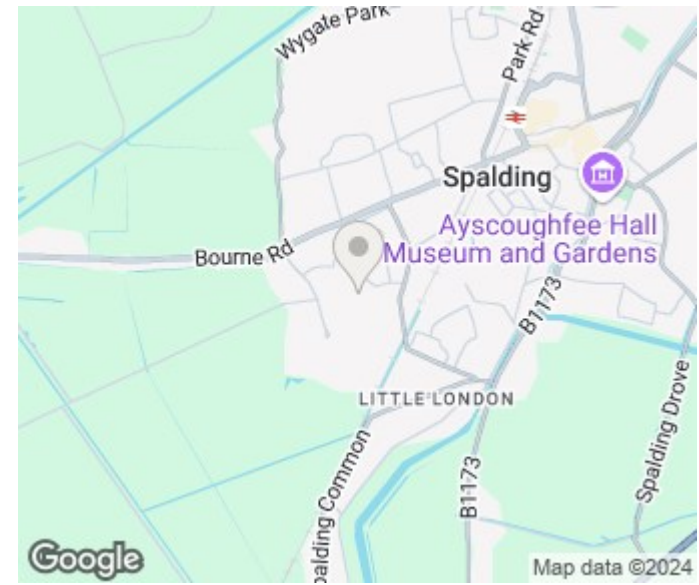 Wygate Park
Park Rd
Spalding
Ayscoughfee Hall
Museum and Gardens
Bourne Rd
B1173
LITTLE LONDON
Spalding Drove
palding Common
B1173
Google
Map data ©2024